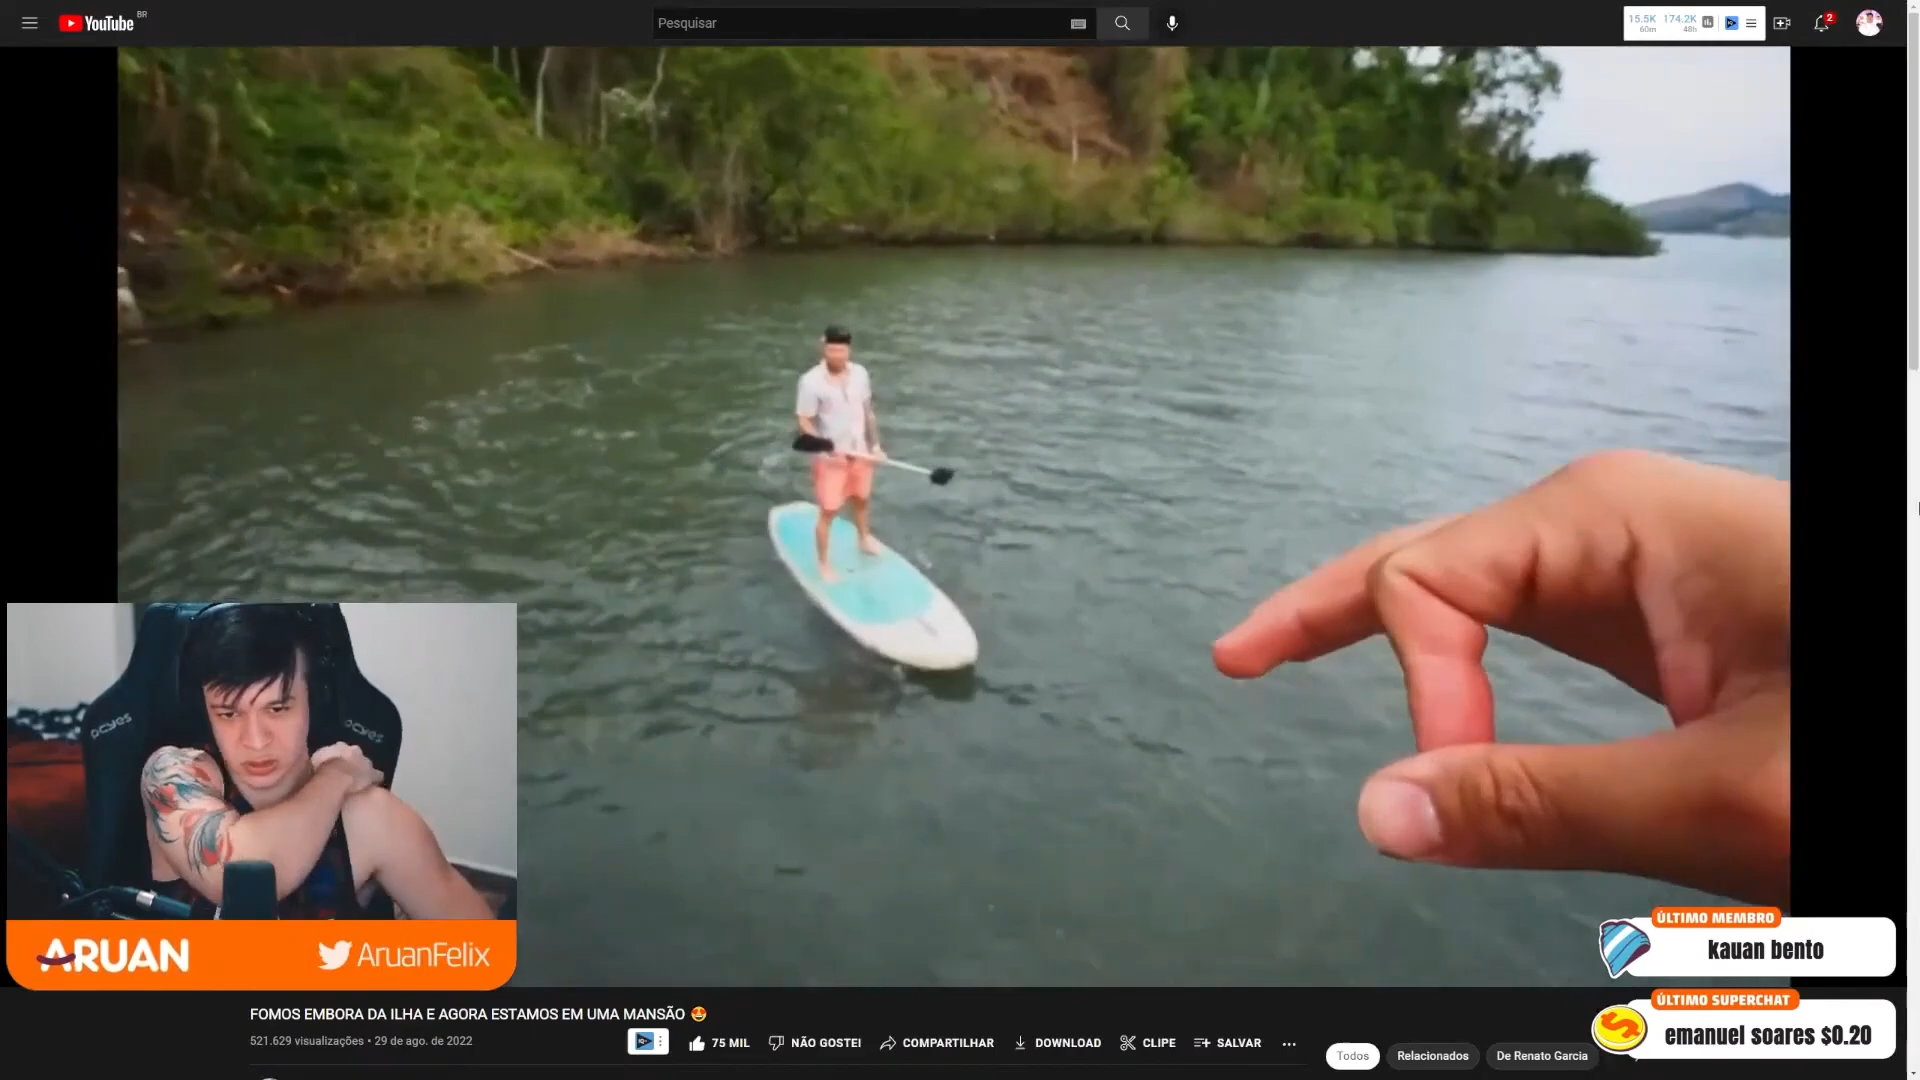 YouTube BR
Pesquisar
15.5K 174.2K
60m 48h
2
pcyes
pcyes
ARUAN
AruanFelix
ÚLTIMO MEMBRO
kauan bento
ÚLTIMO SUPERCHAT
emanuel soares $0.20
FOMOS EMBORA DA ILHA E AGORA ESTAMOS EM UMA MANSÃO
521.629 visualizações • 29 de ago. de 2022
75 MIL NÃO GOSTEI COMPARTILHAR DOWNLOAD CLIPE SALVAR
Todos Relacionados De Renato Garcia